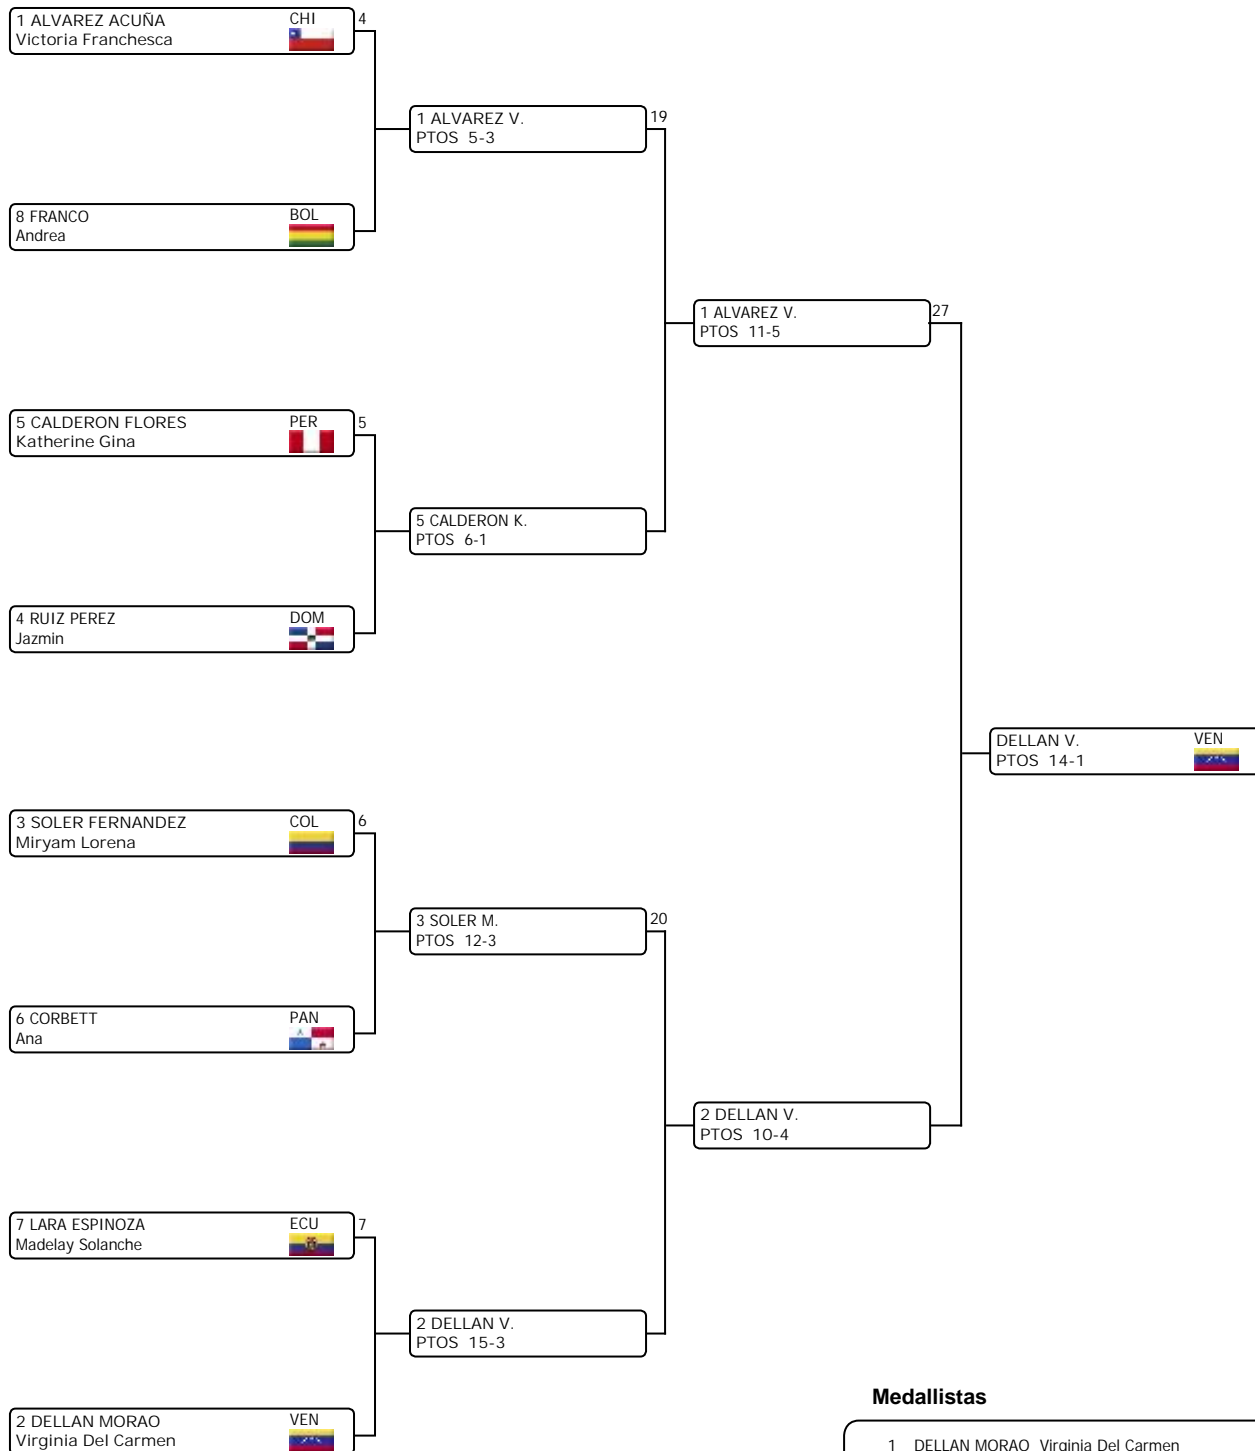 1 ALVAREZ ACUÑA CHI 4
Victoria Franchesca
1 ALVAREZ V. 19
PTOS 5-3
8 FRANCO BOL
Andrea
1 ALVAREZ V. 27
PTOS 11-5
5 CALDERON FLORES PER 5
Katherine Gina
5 CALDERON K.
PTOS 6-1
4 RUIZ PEREZ DOM
Jazmin
DELLAN V. VEN
PTOS 14-1
3 SOLER FERNANDEZ COL 6
Miryam Lorena
3 SOLER M. 20
PTOS 12-3
6 CORBETT PAN
Ana
2 DELLAN V.
PTOS 10-4
7 LARA ESPINOZA ECU 7
Madelay Solanche
2 DELLAN V.
PTOS 15-3
2 DELLAN MORAO VEN
Virginia Del Carmen
Medallistas
1 DELLAN MORAO Virginia Del Carmen